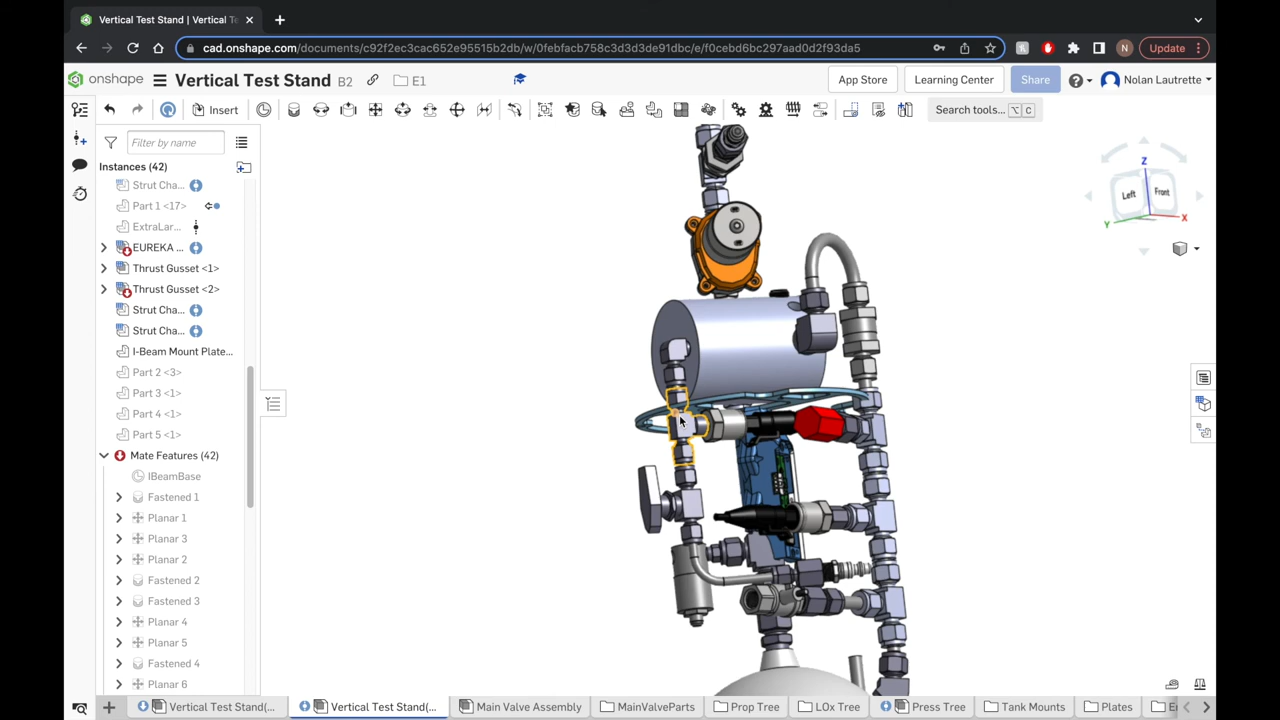 Vertical Test Stand | Vertical Te
cad.onshape.com/documents/c92f2ec3cac652e95515b2db/w/0febfacb758c3d3d3de91dbc/e/f0cebd6bc297aad0d2f93da5
N
Update
onshape
Vertical Test Stand
B2
E1
App Store
Learning Center
Share
Nolan Lautrette
Insert
Search tools...
C
Filter by name
Instances (42)
Strut Cha...
Part 1 <17>
ExtraLar...
EUREKA ...
Thrust Gusset <1>
Thrust Gusset <2>
Strut Cha...
Strut Cha...
I-Beam Mount Plate...
Part 2 <3>
Part 3 <1>
Part 4 <1>
Part 5 <1>
Mate Features (42)
IBeamBase
Fastened 1
Planar 1
Planar 3
Planar 2
Fastened 2
Fastened 3
Planar 4
Planar 5
Fastened 4
Planar 6
Z
Left
Front
Y
X
Vertical Test Stand(...
Vertical Test Stand(...
Main Valve Assembly
MainValveParts
Prop Tree
LOx Tree
Press Tree
Tank Mounts
Plates